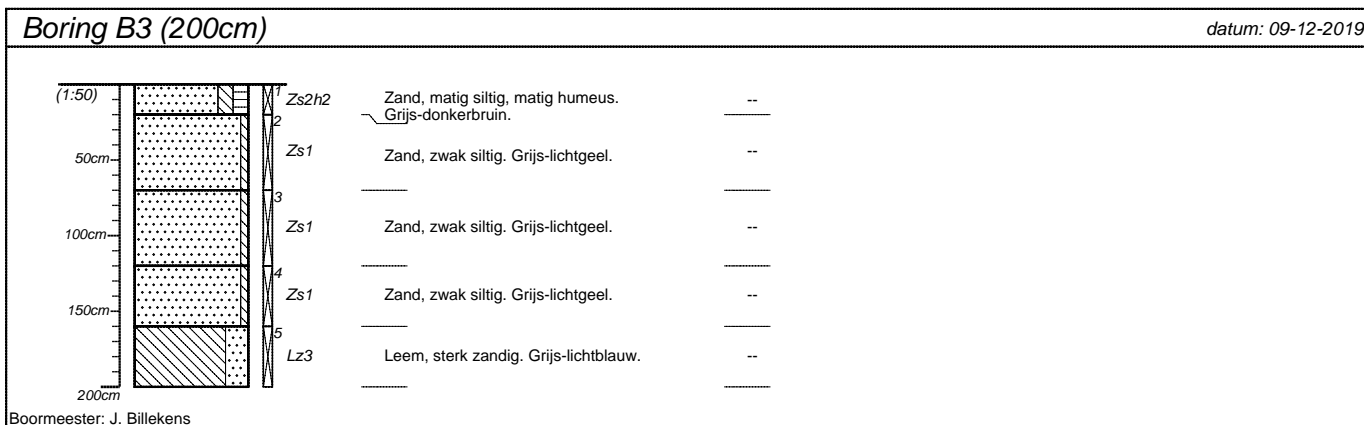 Boring B3 (200cm)
datum: 09-12-2019
(1:50)
1 Zs2h2 Zand, matig siltig, matig humeus. --
Grijs-donkerbruin.
2
50cm Zs1 Zand, zwak siltig. Grijs-lichtgeel. --
3
100cm Zs1 Zand, zwak siltig. Grijs-lichtgeel. --
4
Zs1 Zand, zwak siltig. Grijs-lichtgeel. --
150cm
5
Lz3 Leem, sterk zandig. Grijs-lichtblauw. --
200cm
Boormeester: J. Billekens